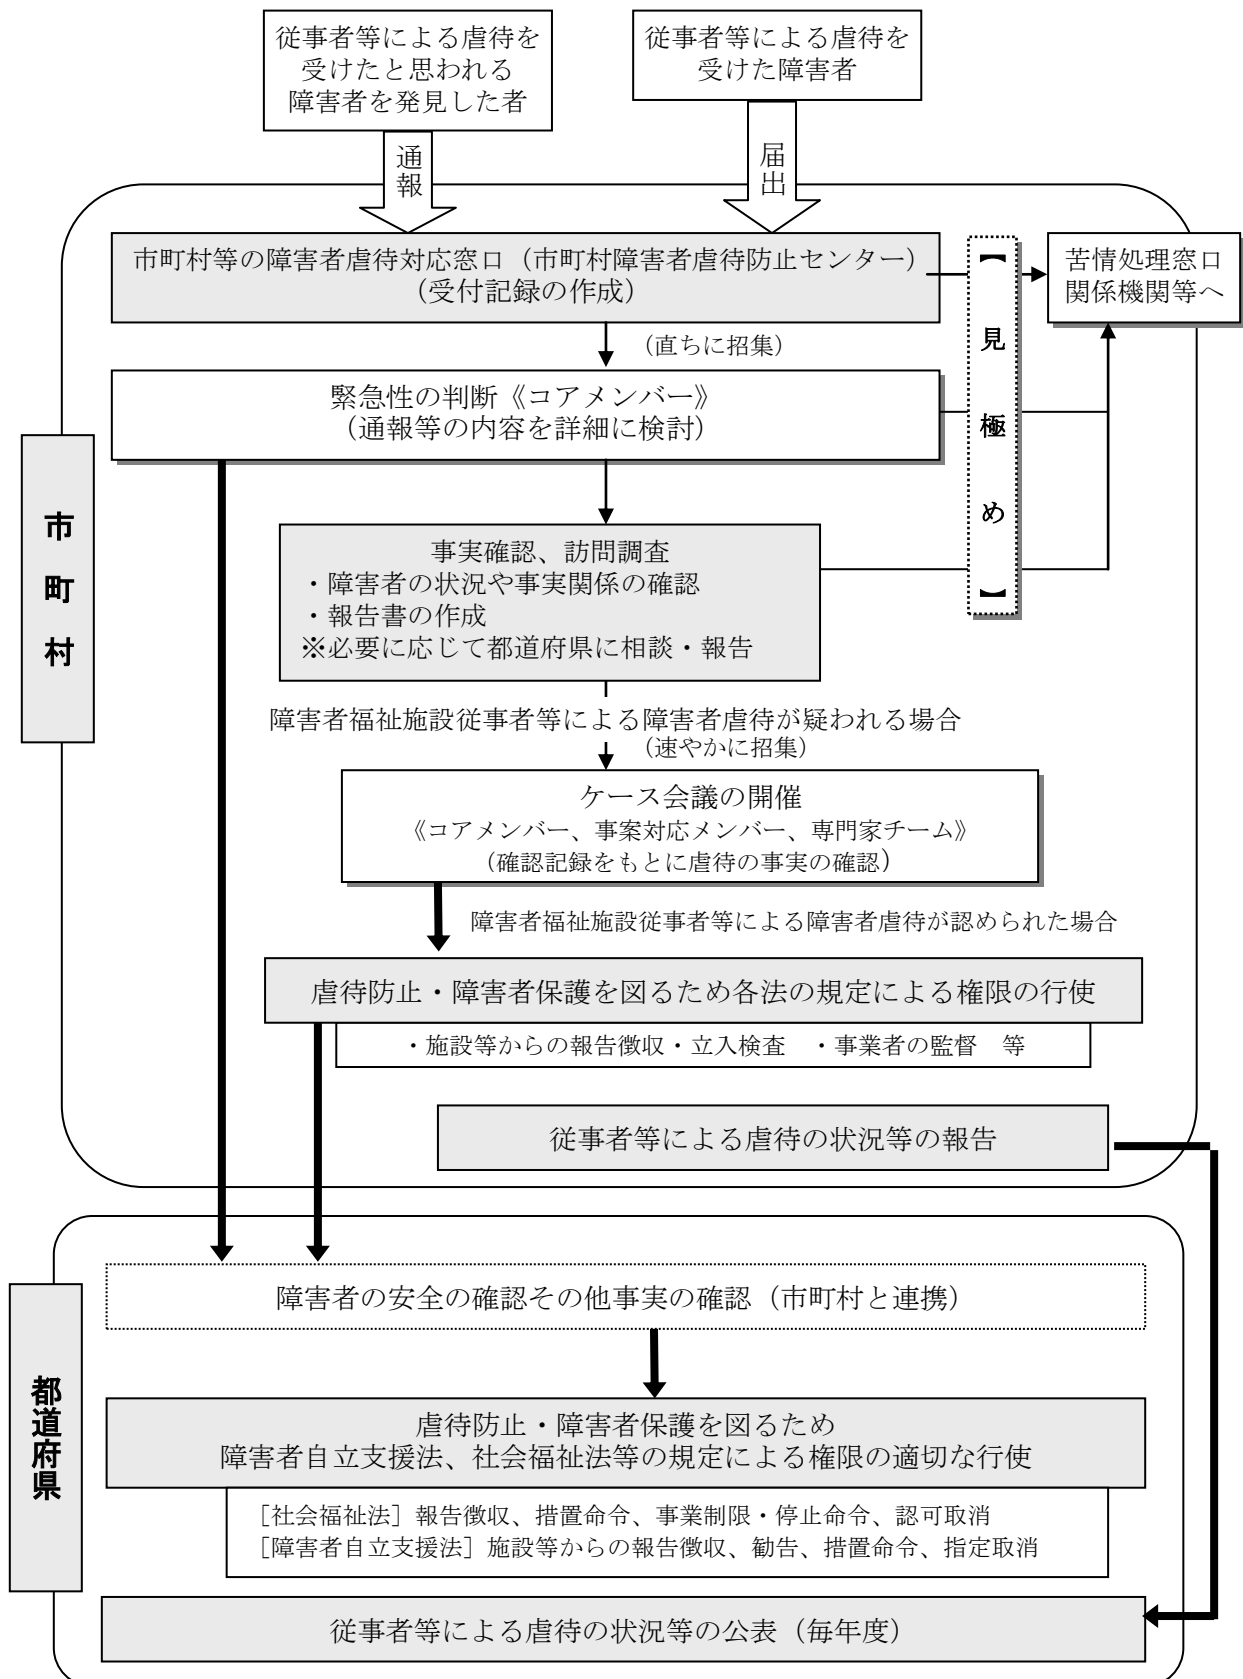 従事者等による虐待を
受けたと思われる
障害者を発見した者
従事者等による虐待を
受けた障害者
通報
届出
市町村等の障害者虐待対応窓口（市町村障害者虐待防止センター）
（受付記録の作成）
【見極め】
苦情処理窓口
関係機関等へ
（直ちに招集）
緊急性の判断《コアメンバー》
（通報等の内容を詳細に検討）
市町村
事実確認、訪問調査
・障害者の状況や事実関係の確認
・報告書の作成
※必要に応じて都道府県に相談・報告
障害者福祉施設従事者等による障害者虐待が疑われる場合
（速やかに招集）
ケース会議の開催
《コアメンバー、事案対応メンバー、専門家チーム》
（確認記録をもとに虐待の事実の確認）
障害者福祉施設従事者等による障害者虐待が認められた場合
虐待防止・障害者保護を図るため各法の規定による権限の行使
・施設等からの報告徴収・立入検査　・事業者の監督　等
従事者等による虐待の状況等の報告
都道府県
障害者の安全の確認その他事実の確認（市町村と連携）
虐待防止・障害者保護を図るため
障害者自立支援法、社会福祉法等の規定による権限の適切な行使
［社会福祉法］報告徴収、措置命令、事業制限・停止命令、認可取消
［障害者自立支援法］施設等からの報告徴収、勧告、措置命令、指定取消
従事者等による虐待の状況等の公表（毎年度）